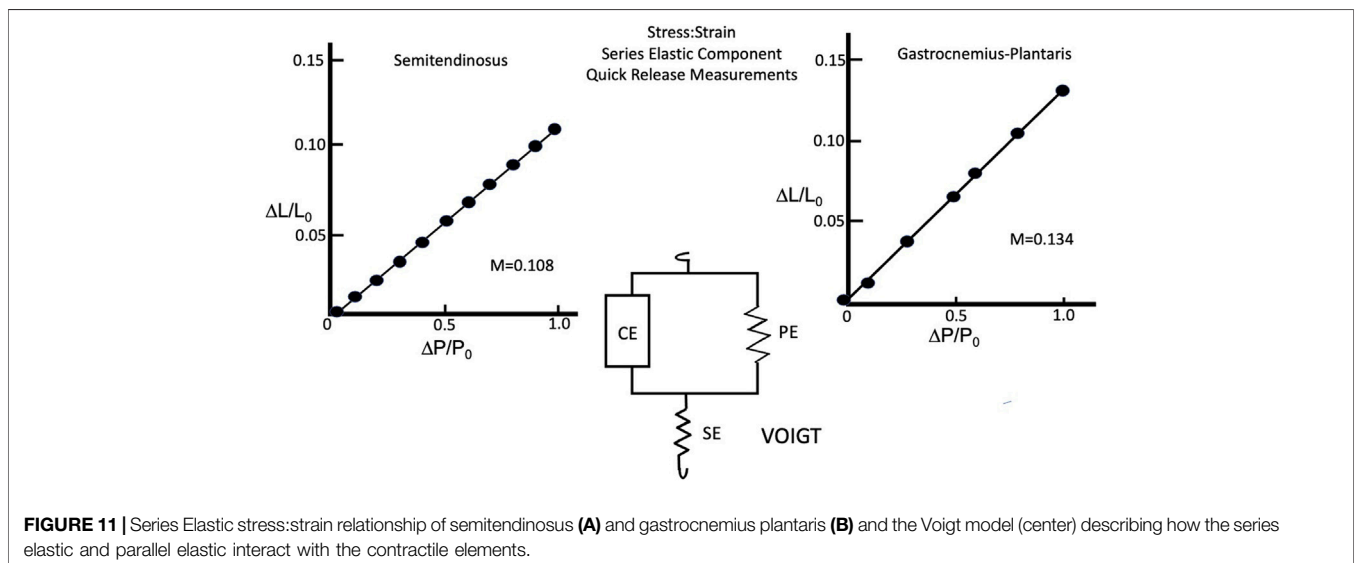 Stress:Strain
Series Elastic Component
Quick Release Measurements
Semitendinosus
0.15
0.10
0.05
0
0.5
1.0
ΔL/L₀
ΔP/P₀
M=0.108
Gastrocnemius-Plantaris
0.15
0.10
0.05
0
0.5
1.0
ΔL/L₀
ΔP/P₀
M=0.134
CE
PE
SE
VOIGT
FIGURE 11 | Series Elastic stress:strain relationship of semitendinosus (A) and gastrocnemius plantaris (B) and the Voigt model (center) describing how the series
elastic and parallel elastic interact with the contractile elements.